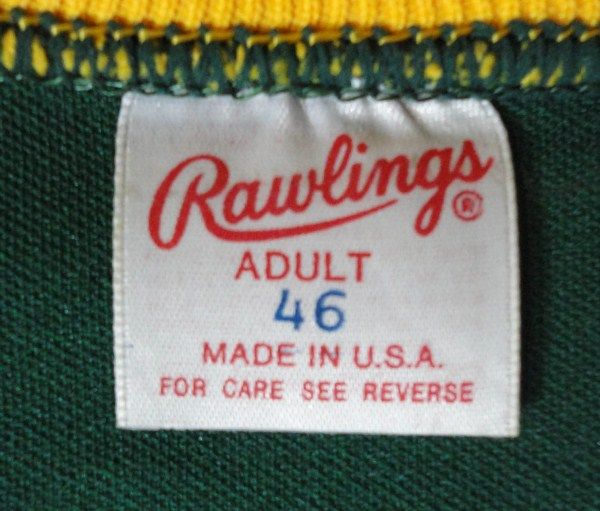 Rawlings®
ADULT
46
MADE IN U.S.A.
FOR CARE SEE REVERSE